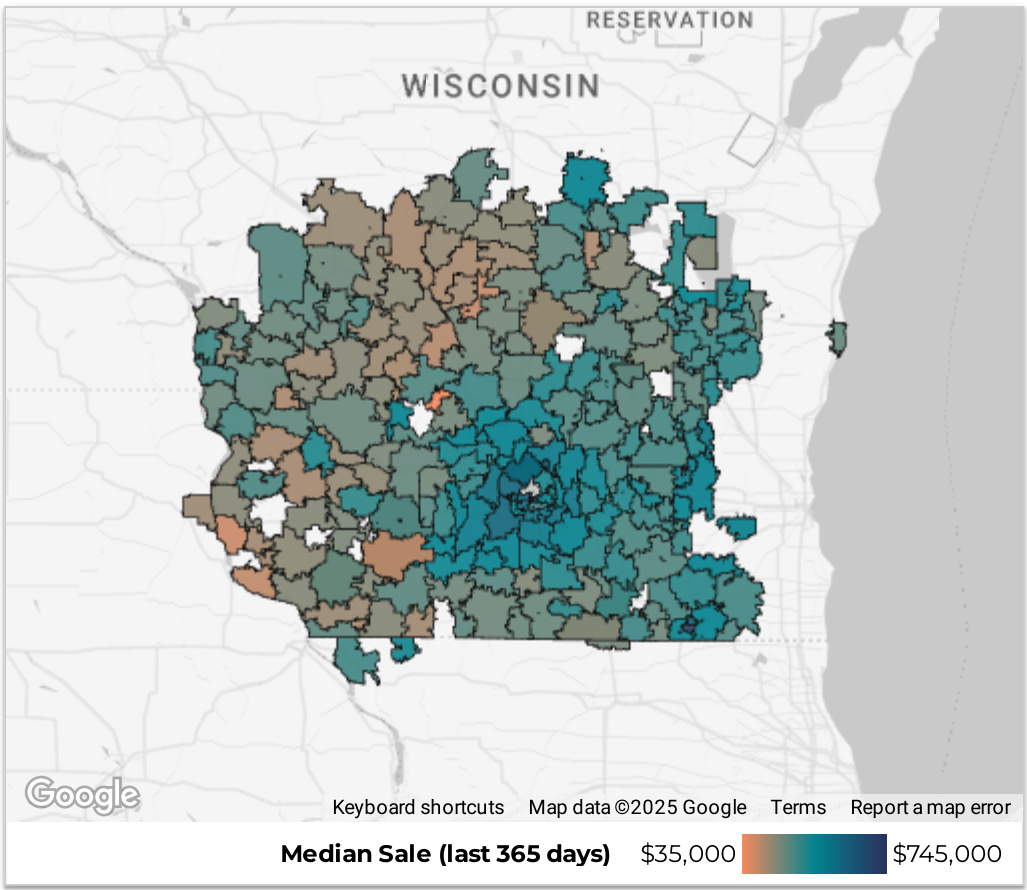 RESERVATION
WISCONSIN
Google
Keyboard shortcuts Map data ©2025 Google Terms Report a map error
Median Sale (last 365 days) $35,000 $745,000